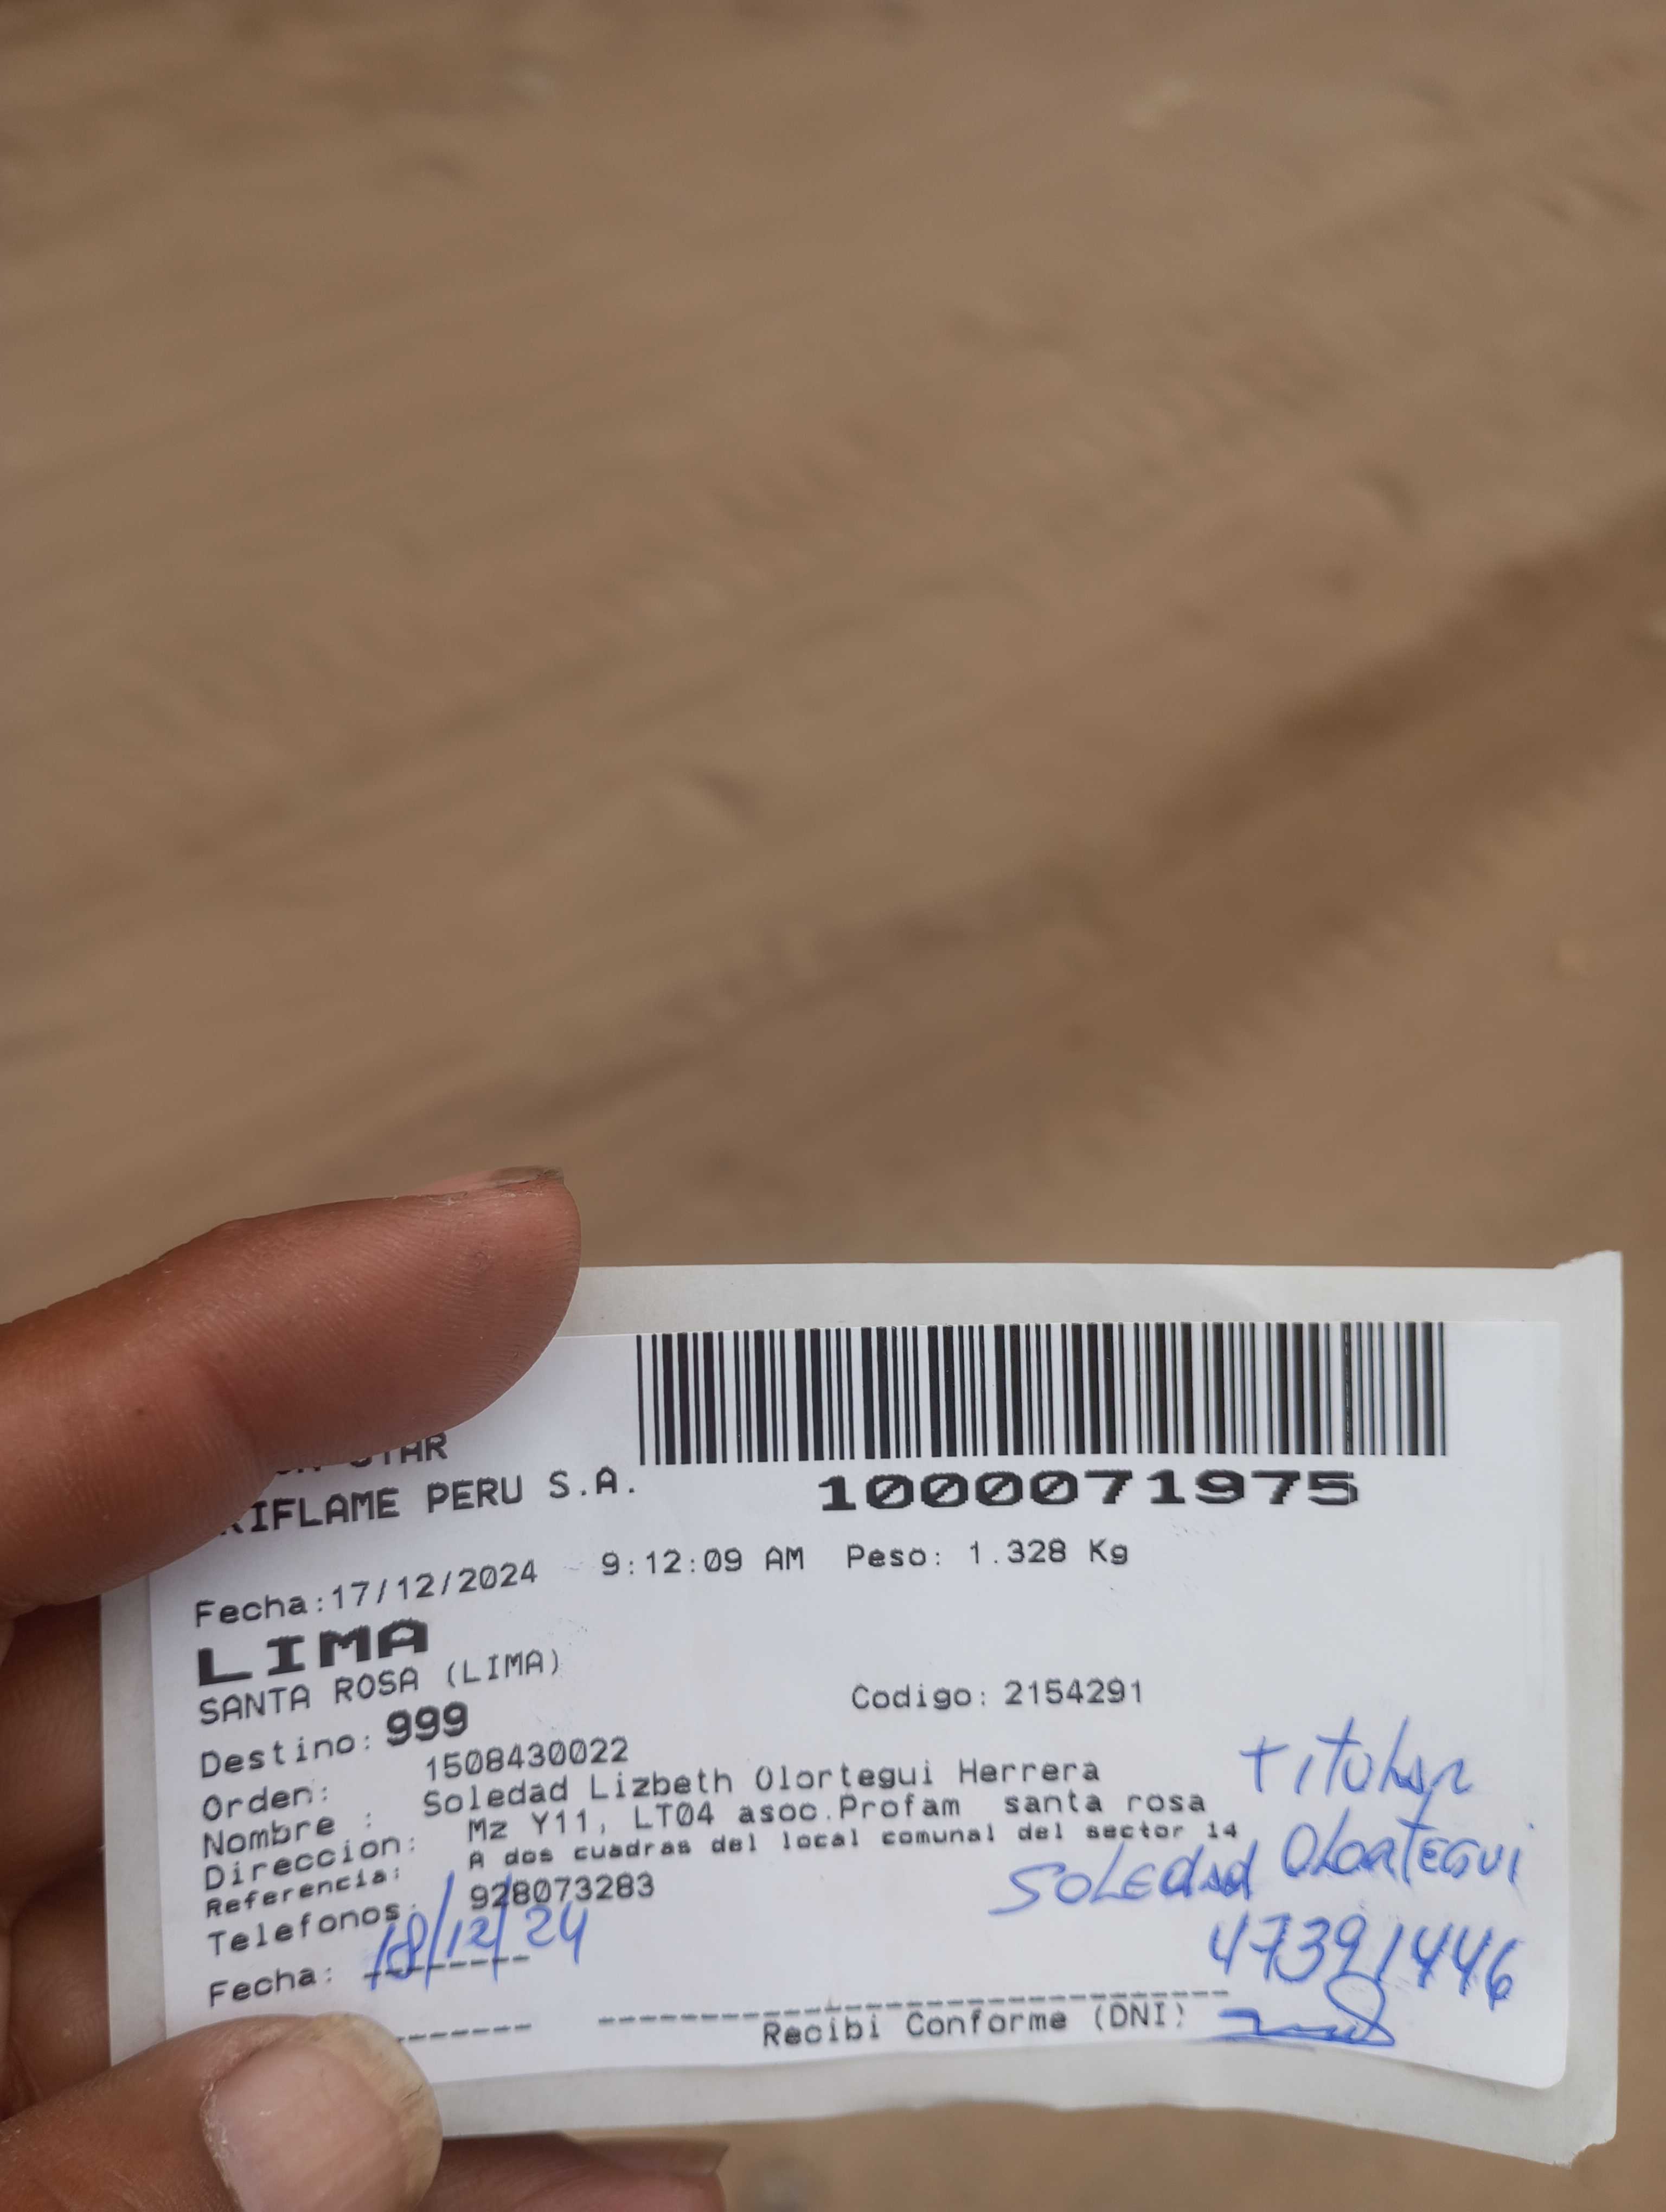 STAR
RIFLAME PERU S.A.
1000071975
Fecha:17/12/2024 9:12:09 AM Peso: 1.328 Kg
LIMA
SANTA ROSA (LIMA)
Codigo: 2154291
Destino: 999
Orden: 1508430022
Nombre : Soledad Lizbeth Olortegui Herrera
Direccion: Mz Y11, LT04 asoc.Profam santa rosa
Referencia: A dos cuadras del local comunal del sector 14
Telefonos: 928073283
Fecha: 18/12/24
Titular
Soledad Olortegui
47391446
Recibi Conforme (DNI)